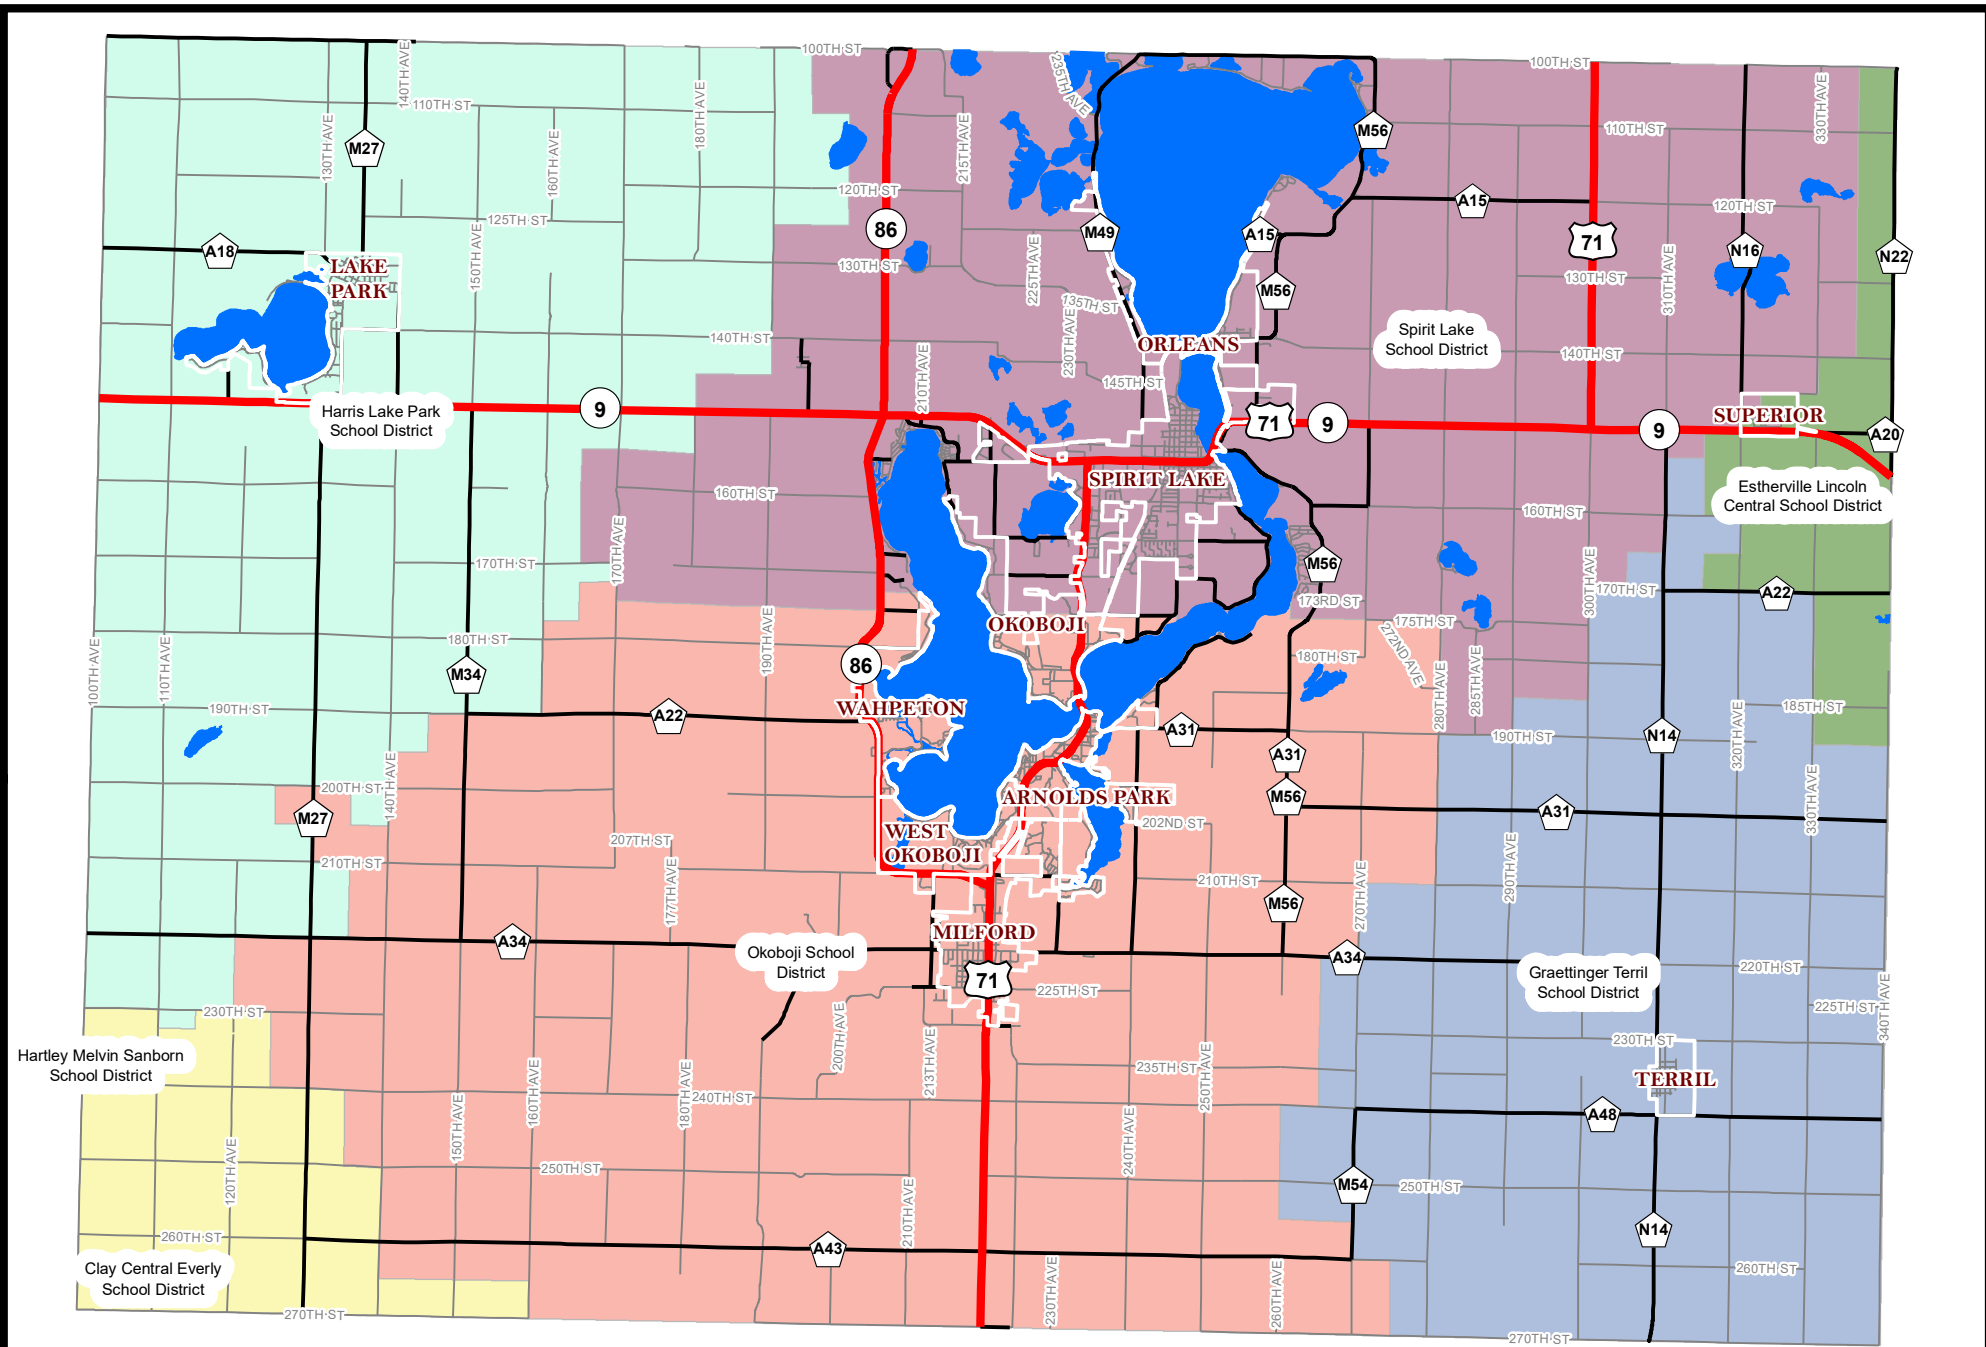 100TH ST
100TH ST
140TH AVE
110TH ST
130TH AVE
M27
160TH AVE
180TH AVE
215TH AVE
235TH AVE
M56
110TH ST
330TH AVE
120TH ST
A15
120TH ST
125TH ST
86
M49
A15
71
N16
N22
A18
150TH AVE
130TH ST
225TH AVE
M56
130TH ST
310TH AVE
LAKE
PARK
135TH ST
140TH ST
230TH AVE
ORLEANS
Spirit Lake
School District
140TH ST
210TH AVE
145TH ST
Harris Lake Park
School District
9
71
9
9
SUPERIOR
A20
SPIRIT LAKE
160TH ST
Estherville Lincoln
Central School District
160TH ST
170TH AVE
170TH ST
M56
173RD ST
300TH AVE
170TH ST
A22
OKOBOJI
175TH ST
180TH ST
190TH AVE
100TH AVE
110TH AVE
M34
86
180TH ST
272ND AVE
280TH AVE
285TH AVE
190TH ST
A22
WAHPETON
A31
A31
190TH ST
N14
320TH AVE
185TH ST
200TH ST
140TH AVE
M27
ARNOLDS PARK
M56
A31
330TH AVE
207TH ST
WEST
OKOBOJI
202ND ST
210TH ST
177TH AVE
210TH ST
M56
270TH AVE
290TH AVE
A34
MILFORD
Okoboji School
District
A34
Graettinger Terril
School District
220TH ST
71
225TH ST
225TH ST
340TH AVE
230TH ST
200TH AVE
213TH AVE
230TH ST
Hartley Melvin Sanborn
School District
160TH AVE
180TH AVE
235TH ST
250TH AVE
TERRIL
240TH ST
A48
120TH AVE
150TH AVE
250TH ST
240TH AVE
M54
250TH ST
210TH AVE
260TH ST
A43
N14
Clay Central Everly
School District
230TH AVE
260TH AVE
260TH ST
270TH ST
270TH ST